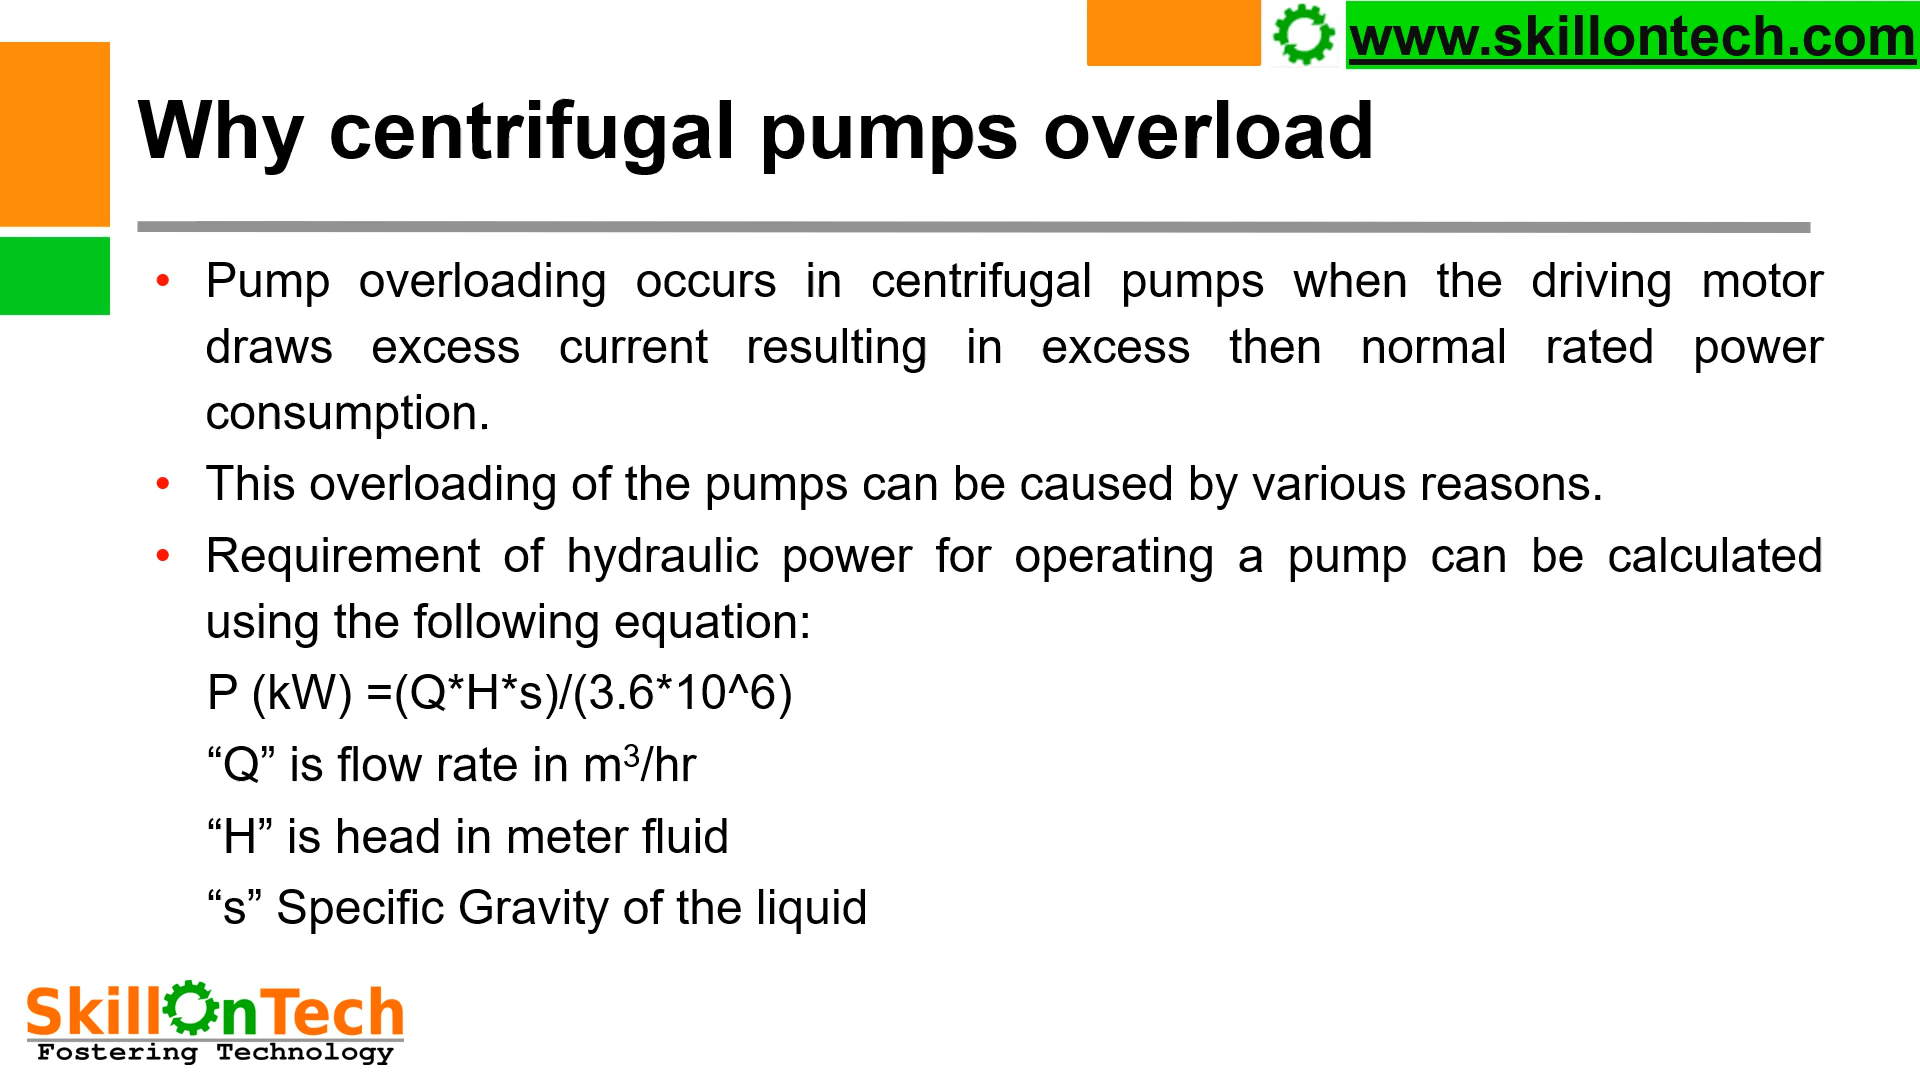 www.skillontech.com
Why centrifugal pumps overload
• Pump overloading occurs in centrifugal pumps when the driving motor
draws excess current resulting in excess then normal rated power
consumption.
• This overloading of the pumps can be caused by various reasons.
• Requirement of hydraulic power for operating a pump can be calculated
using the following equation:
P (kW) =(Q*H*s)/(3.6*10^6)
“Q” is flow rate in m³/hr
“H” is head in meter fluid
“s” Specific Gravity of the liquid
SkillOnTech
Fostering Technology